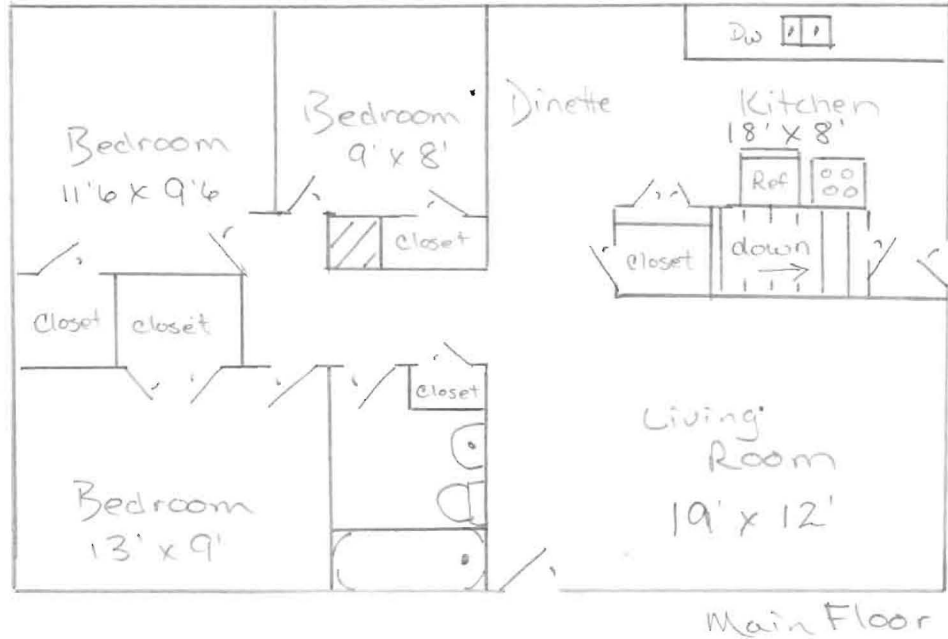 Dw
Dinette
Kitchen
18' x 8'
Bedroom
9' x 8'
Bedroom
11'6 x 9'6
Ref
closet
closet
down
closet
closet
closet
Living
Room
19' x 12'
Bedroom
13' x 9'
Main Floor